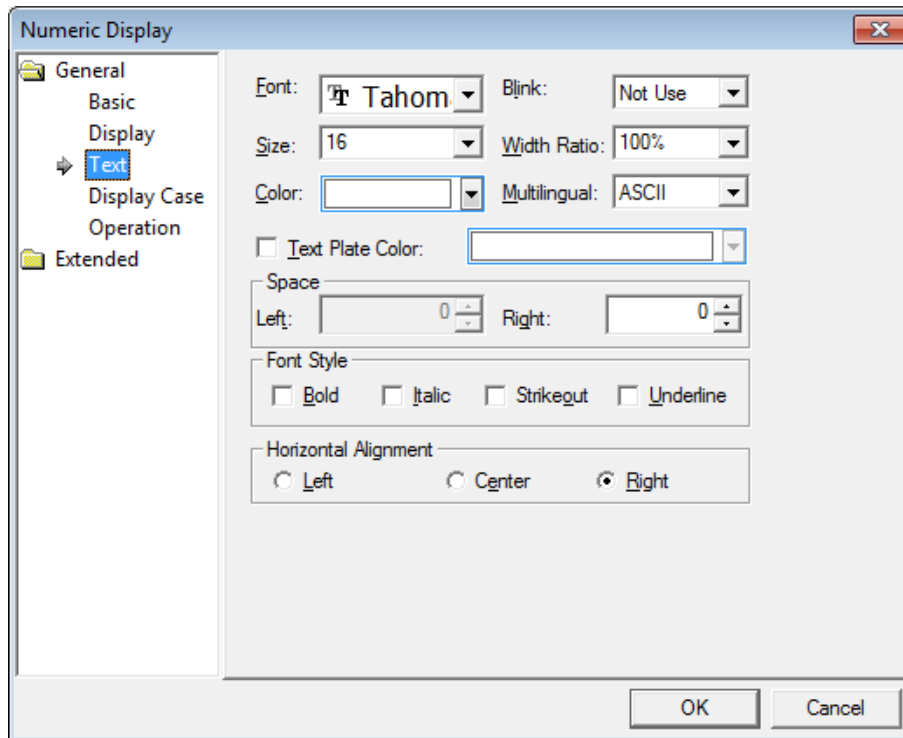 Numeric Display
General
Basic
Display
Text
Display Case
Operation
Extended
Font: Tahom Blink: Not Use
Size: 16 Width Ratio: 100%
Color: Multilingual: ASCII
Text Plate Color:
Space
Left: 0 Right: 0
Font Style
Bold Italic Strikeout Underline
Horizontal Alignment
Left Center Right
OK Cancel